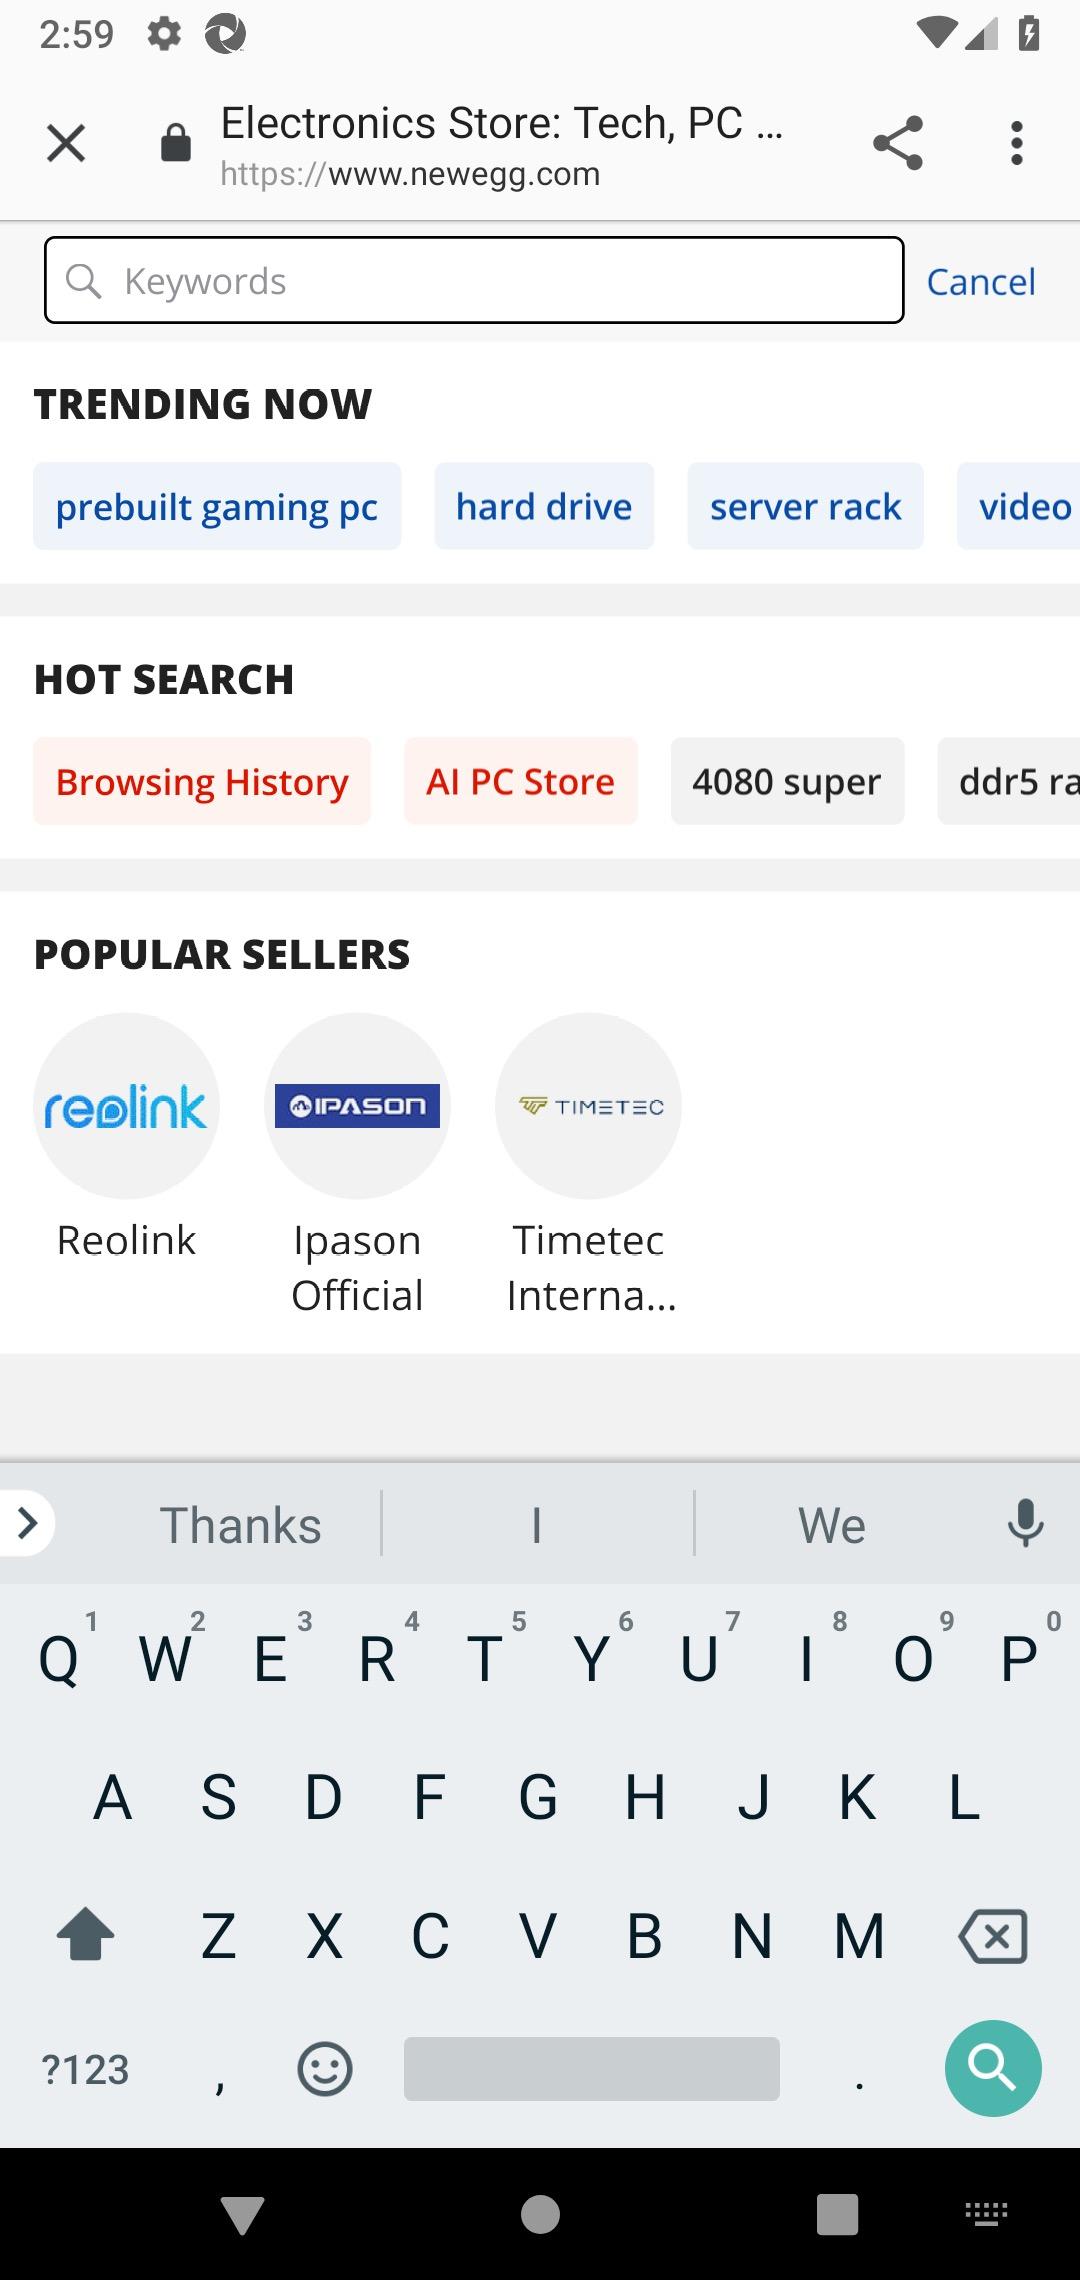 2:59
Electronics Store: Tech, PC ...
https://www.newegg.com
Keywords
Cancel
TRENDING NOW
prebuilt gaming pc
hard drive
server rack
video
HOT SEARCH
Browsing History
AI PC Store
4080 super
ddr5 ra
POPULAR SELLERS
reolink
IPASON
TIMETEC
Reolink
Ipason
Official
Timetec
Interna...
Thanks
I
We
1 2 3 4 5 6 7 8 9 0
Q W E R T Y U I O P
A S D F G H J K L
Z X C V B N M
?123 , .